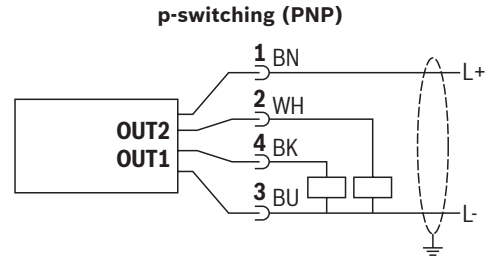 p-switching (PNP)
1 BN
L+
2 WH
OUT2
4 BK
OUT1
3 BU
L-